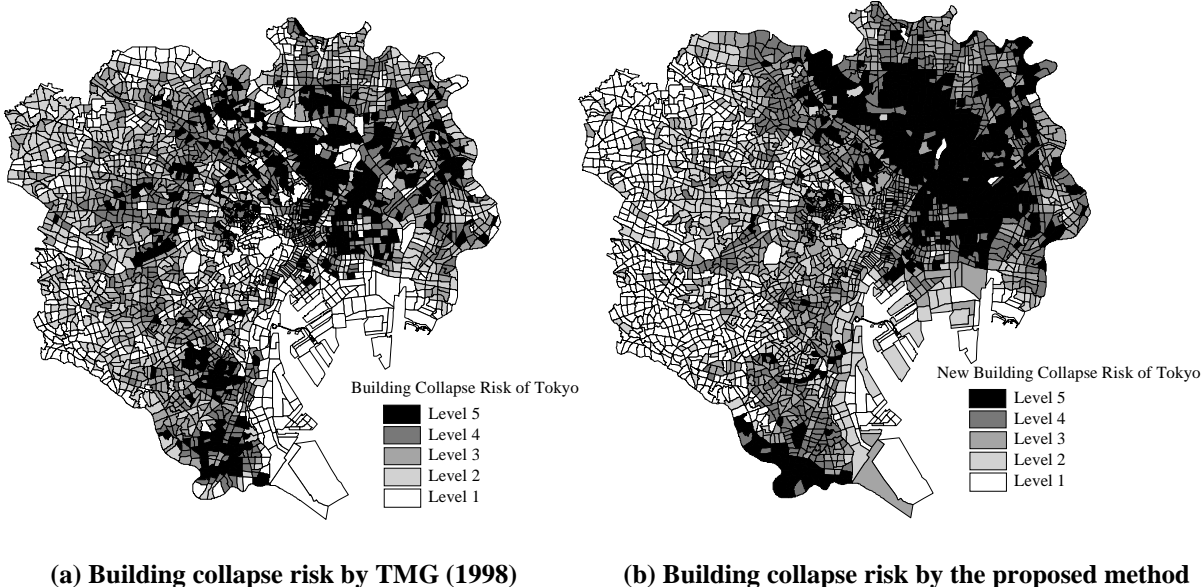 Building Collapse Risk of Tokyo
Level 5
Level 4
Level 3
Level 2
Level 1
New Building Collapse Risk of Tokyo
Level 5
Level 4
Level 3
Level 2
Level 1
(a) Building collapse risk by TMG (1998)
(b) Building collapse risk by the proposed method